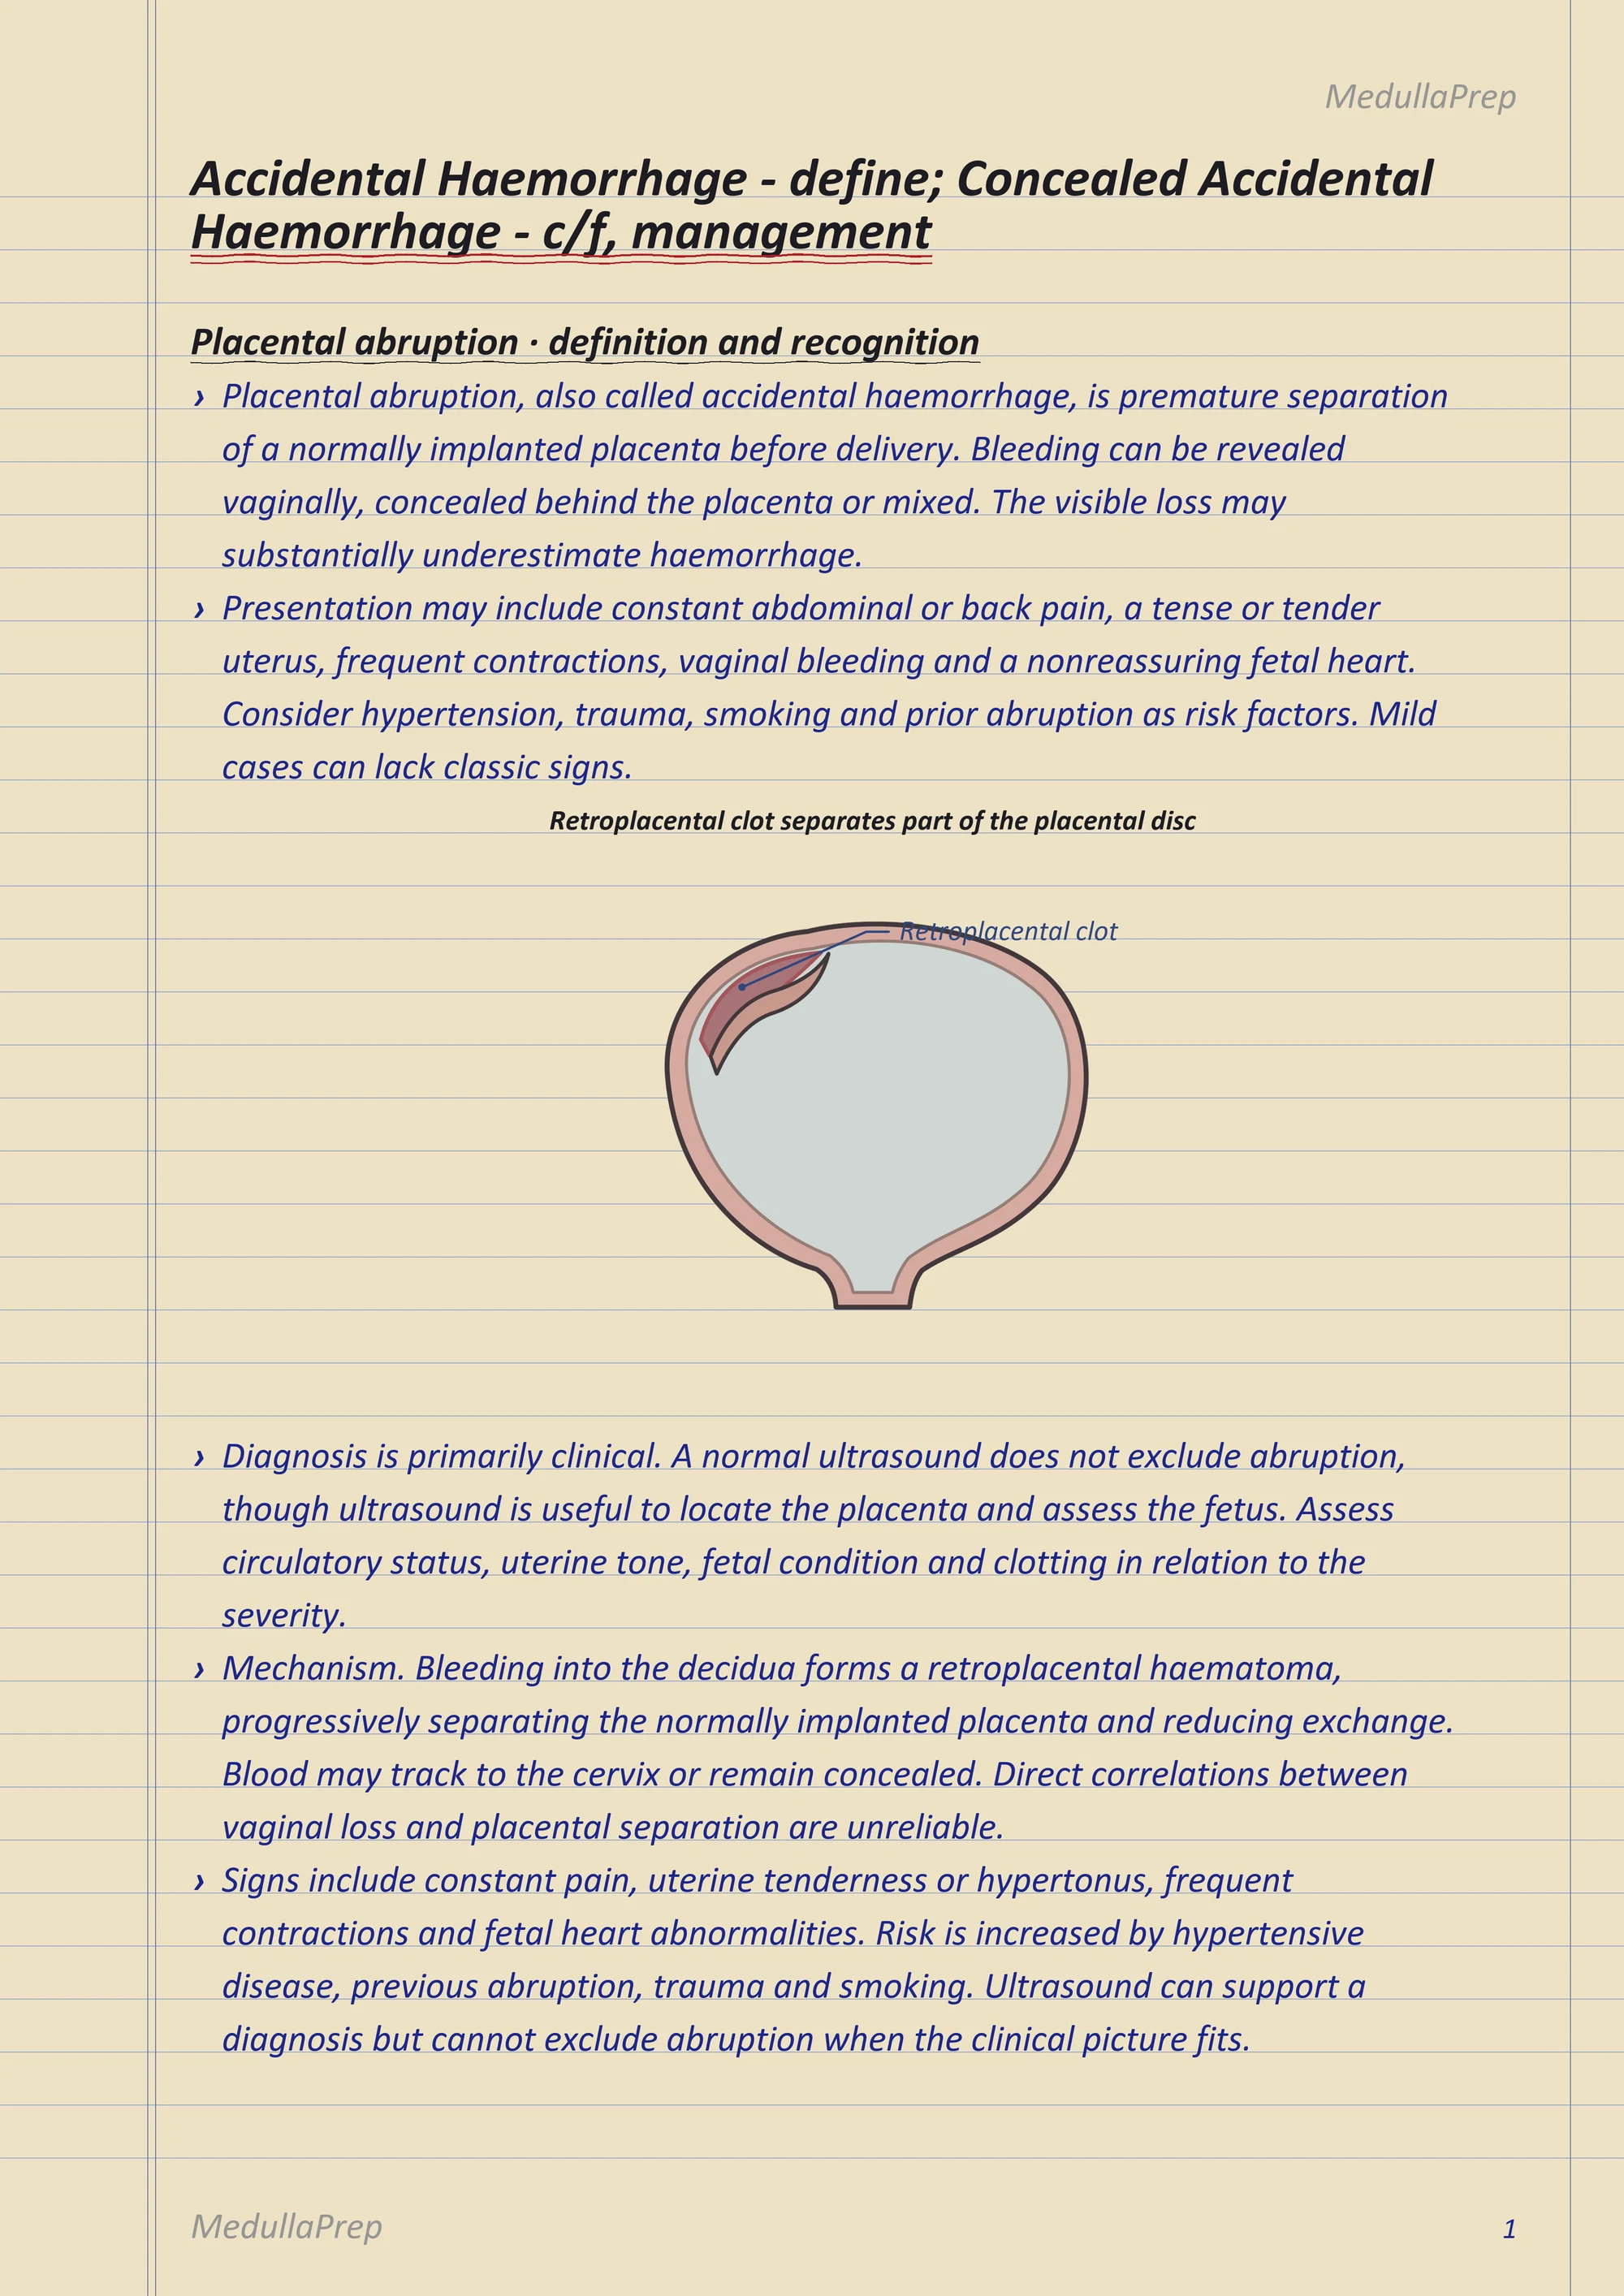 MedullaPrep
Accidental Haemorrhage - define; Concealed Accidental
Haemorrhage - c/f, management
Placental abruption · definition and recognition
› Placental abruption, also called accidental haemorrhage, is premature separation
of a normally implanted placenta before delivery. Bleeding can be revealed
vaginally, concealed behind the placenta or mixed. The visible loss may
substantially underestimate haemorrhage.
› Presentation may include constant abdominal or back pain, a tense or tender
uterus, frequent contractions, vaginal bleeding and a nonreassuring fetal heart.
Consider hypertension, trauma, smoking and prior abruption as risk factors. Mild
cases can lack classic signs.
Retroplacental clot separates part of the placental disc
Retroplacental clot
› Diagnosis is primarily clinical. A normal ultrasound does not exclude abruption,
though ultrasound is useful to locate the placenta and assess the fetus. Assess
circulatory status, uterine tone, fetal condition and clotting in relation to the
severity.
› Mechanism. Bleeding into the decidua forms a retroplacental haematoma,
progressively separating the normally implanted placenta and reducing exchange.
Blood may track to the cervix or remain concealed. Direct correlations between
vaginal loss and placental separation are unreliable.
› Signs include constant pain, uterine tenderness or hypertonus, frequent
contractions and fetal heart abnormalities. Risk is increased by hypertensive
disease, previous abruption, trauma and smoking. Ultrasound can support a
diagnosis but cannot exclude abruption when the clinical picture fits.
MedullaPrep
1